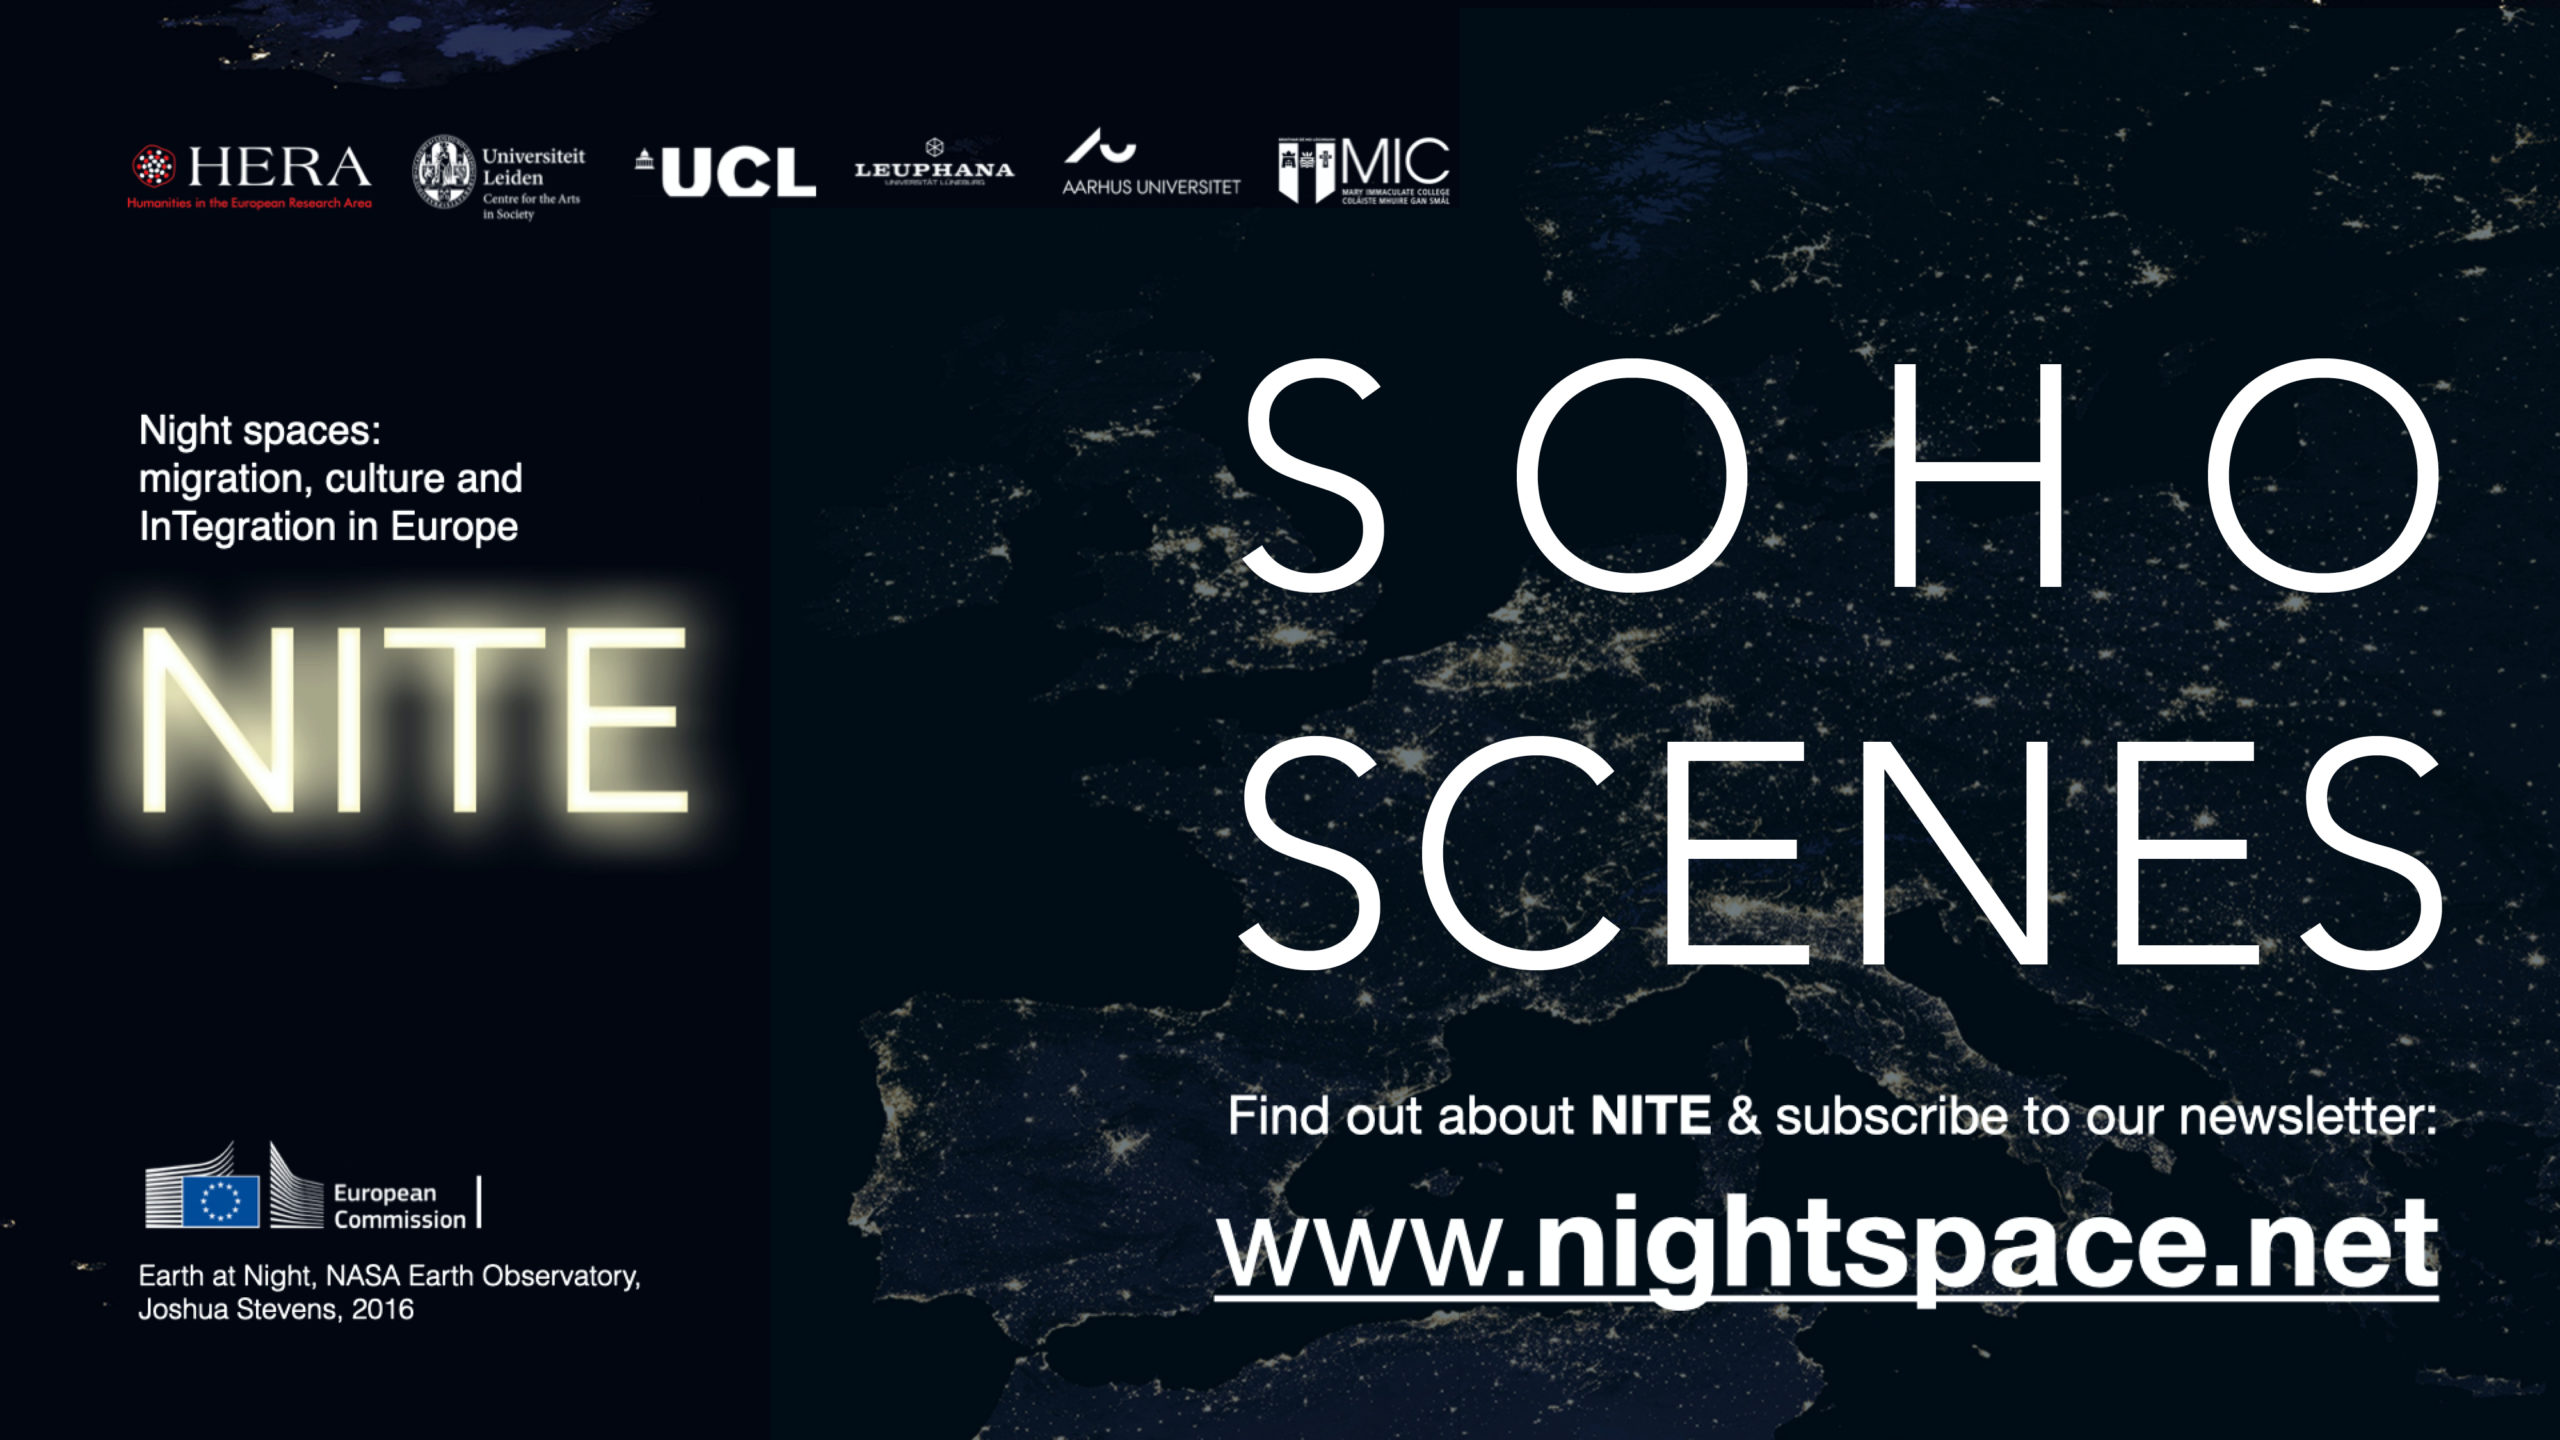 HERA
Humanities in the European Research Area
Universiteit
Leiden
Centre for the Arts
in Society
UCL
LEUPHANA
UNIVERSITÄT LÜNEBURG
AARHUS UNIVERSITET
MIC
MARY IMMACULATE COLLEGE
COLÁISTE MHUIRE GAN SMÁL
Night spaces:
migration, culture and
InTegration in Europe
NITE
SOHO
SCENES
Find out about NITE & subscribe to our newsletter:
www.nightspace.net
European
Commission
Earth at Night, NASA Earth Observatory,
Joshua Stevens, 2016